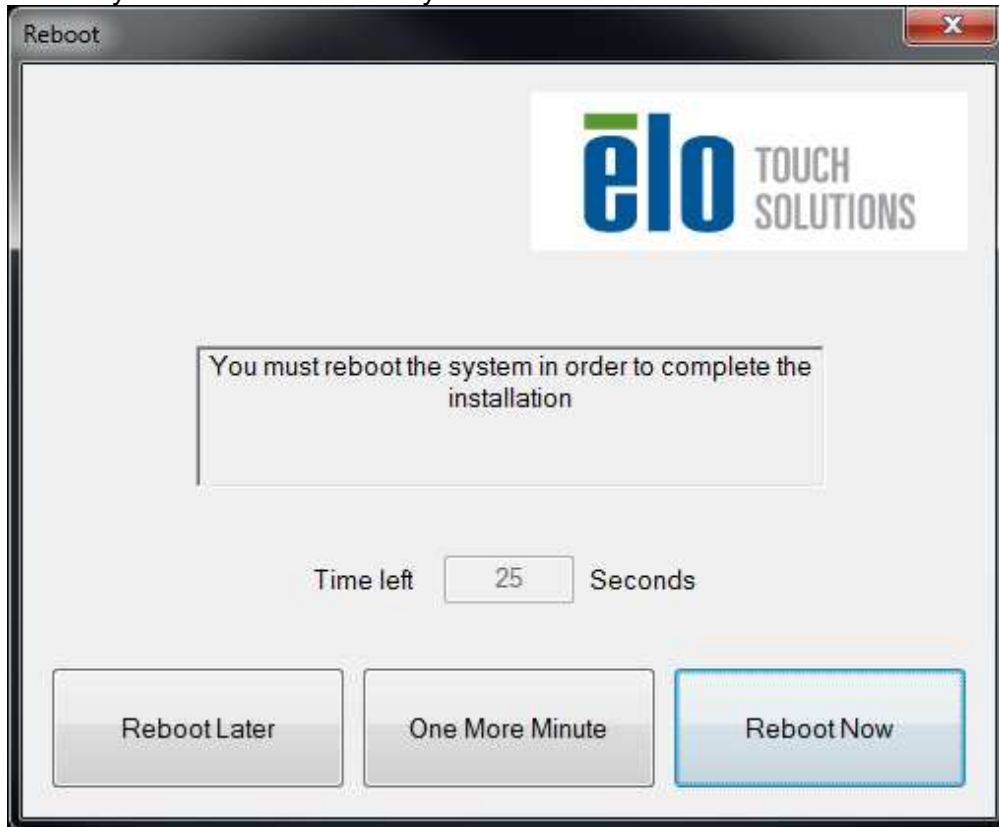 Reboot
ēlo TOUCH
SOLUTIONS
You must reboot the system in order to complete the
installation
Time left 25 Seconds
Reboot Later One More Minute Reboot Now